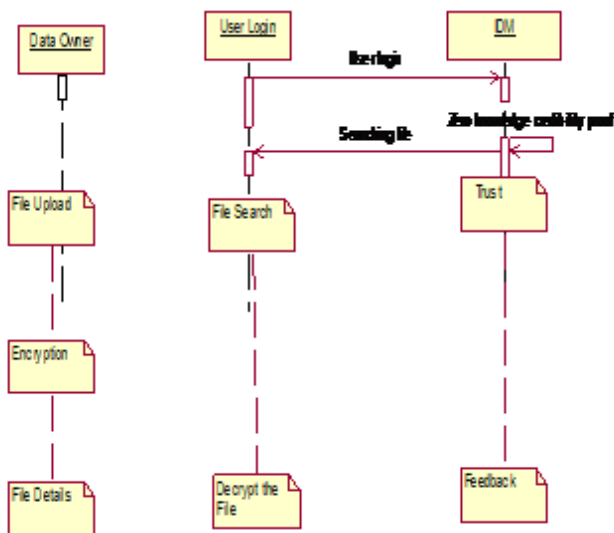 Data Owner
User Login
IDM
User login
Zero knowledge credibility proof
Searching file
File Upload
File Search
Trust
Encryption
File Details
Decrypt the
File
Feedback